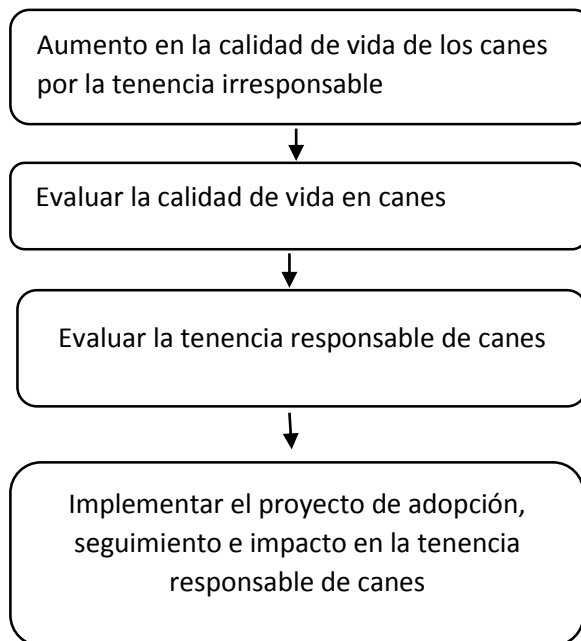 Aumento en la calidad de vida de los canes
por la tenencia irresponsable
Evaluar la calidad de vida en canes
Evaluar la tenencia responsable de canes
Implementar el proyecto de adopción,
seguimiento e impacto en la tenencia
responsable de canes